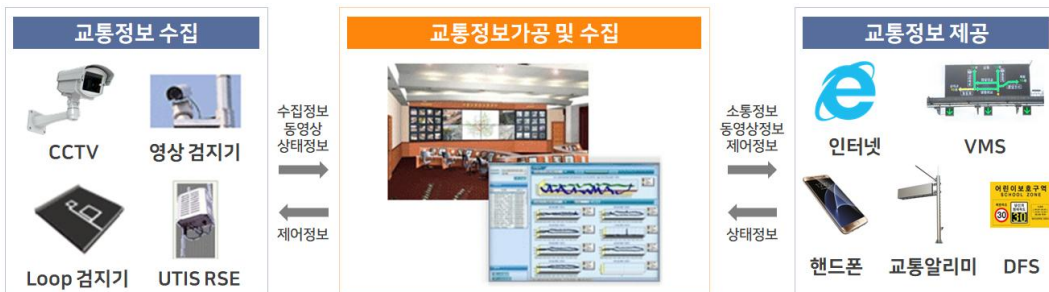 교통정보 수집
CCTV
영상 검지기
Loop 검지기
UTIS RSE
수집정보
동영상
상태정보
제어정보
교통정보가공 및 수집
소통정보
동영상정보
제어정보
상태정보
교통정보 제공
인터넷
VMS
어린이보호구역
SCHOOL ZONE
30
30
핸드폰
교통알리미
DFS